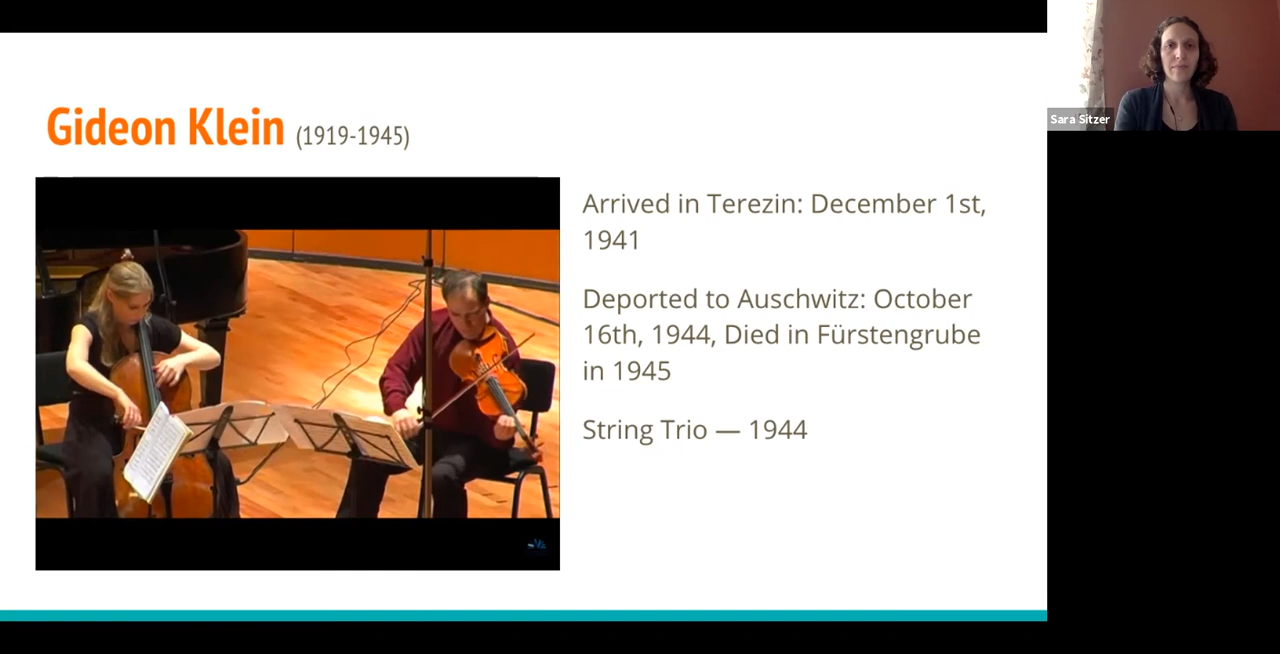 Gideon Klein (1919-1945)
Arrived in Terezin: December 1st,
1941
Deported to Auschwitz: October
16th, 1944, Died in Fürstengrube
in 1945
String Trio — 1944
Sara Sitzer